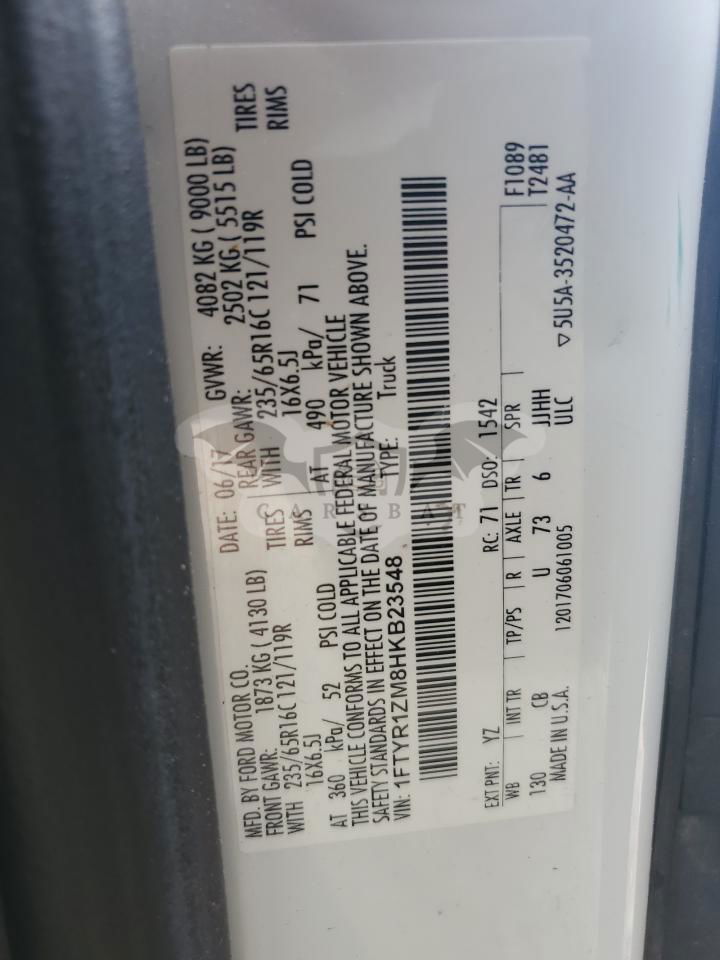 MFD. BY FORD MOTOR CO. DATE: 06/17 GVWR: 4082 KG ( 9000 LB)
FRONT GAWR: 1873 KG ( 4130 LB) REAR GAWR: 2502 KG ( 5515 LB)
WITH 235/65R16C 121/119R TIRES WITH 235/65R16C 121/119R TIRES
16X6.5J RIMS 16X6.5J RIMS
AT 360 kPa/ 52 PSI COLD AT 490 kPa/ 71 PSI COLD
THIS VEHICLE CONFORMS TO ALL APPLICABLE FEDERAL MOTOR VEHICLE
SAFETY STANDARDS IN EFFECT ON THE DATE OF MANUFACTURE SHOWN ABOVE.
VIN: 1FTYR1ZM8HKB23548 TYPE: Truck
EXT PNT: YZ RC: 71 DSO: 1542 F1089
WB INT TR TP/PS R AXLE TR SPR T2481
130 CB U 73 6 JJHH
MADE IN U.S.A. 1201706061005 ULC ▽5U5A-3520472-AA
CARSBAT